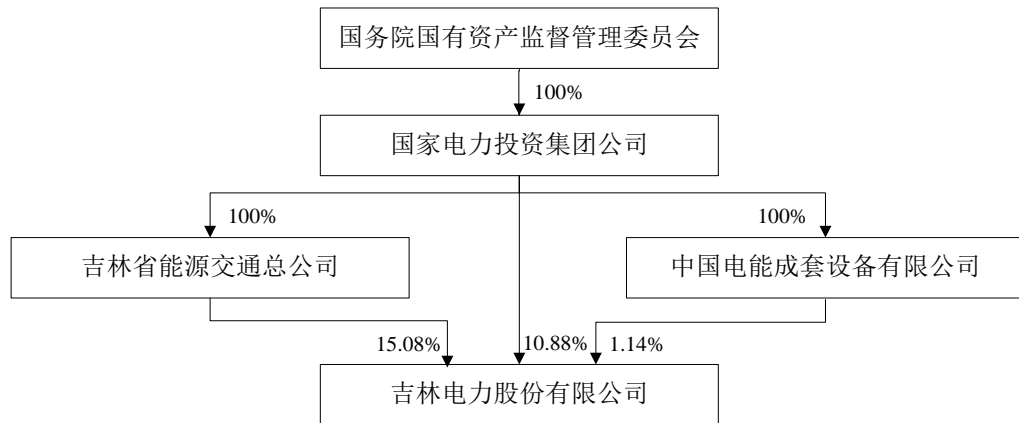 国务院国有资产监督管理委员会
100%
国家电力投资集团公司
100%
100%
吉林省能源交通总公司
中国电能成套设备有限公司
15.08%
10.88%
1.14%
吉林电力股份有限公司